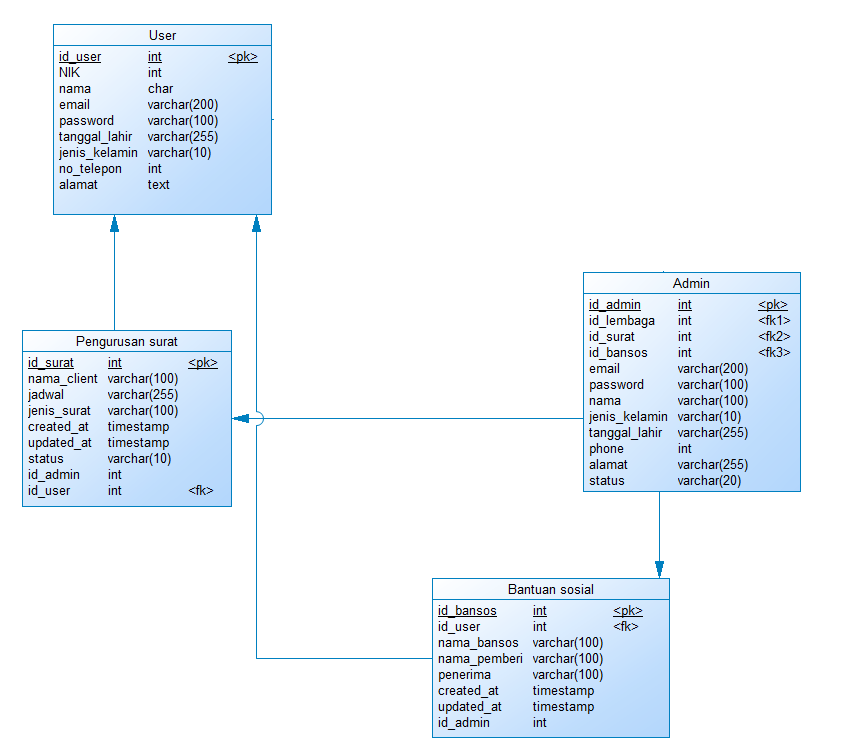 User
id_user int <pk>
NIK int
nama char
email varchar(200)
password varchar(100)
tanggal_lahir varchar(255)
jenis_kelamin varchar(10)
no_telepon int
alamat text
Pengurusan surat
id_surat int <pk>
nama_client varchar(100)
jadwal varchar(255)
jenis_surat varchar(100)
created_at timestamp
updated_at timestamp
status varchar(10)
id_admin int
id_user int <fk>
Admin
id_admin int <pk>
id_lembaga int <fk1>
id_surat int <fk2>
id_bansos int <fk3>
email varchar(200)
password varchar(100)
nama varchar(100)
jenis_kelamin varchar(10)
tanggal_lahir varchar(255)
phone int
alamat varchar(255)
status varchar(20)
Bantuan sosial
id_bansos int <pk>
id_user int <fk>
nama_bansos varchar(100)
nama_pemberi varchar(100)
penerima varchar(100)
created_at timestamp
updated_at timestamp
id_admin int